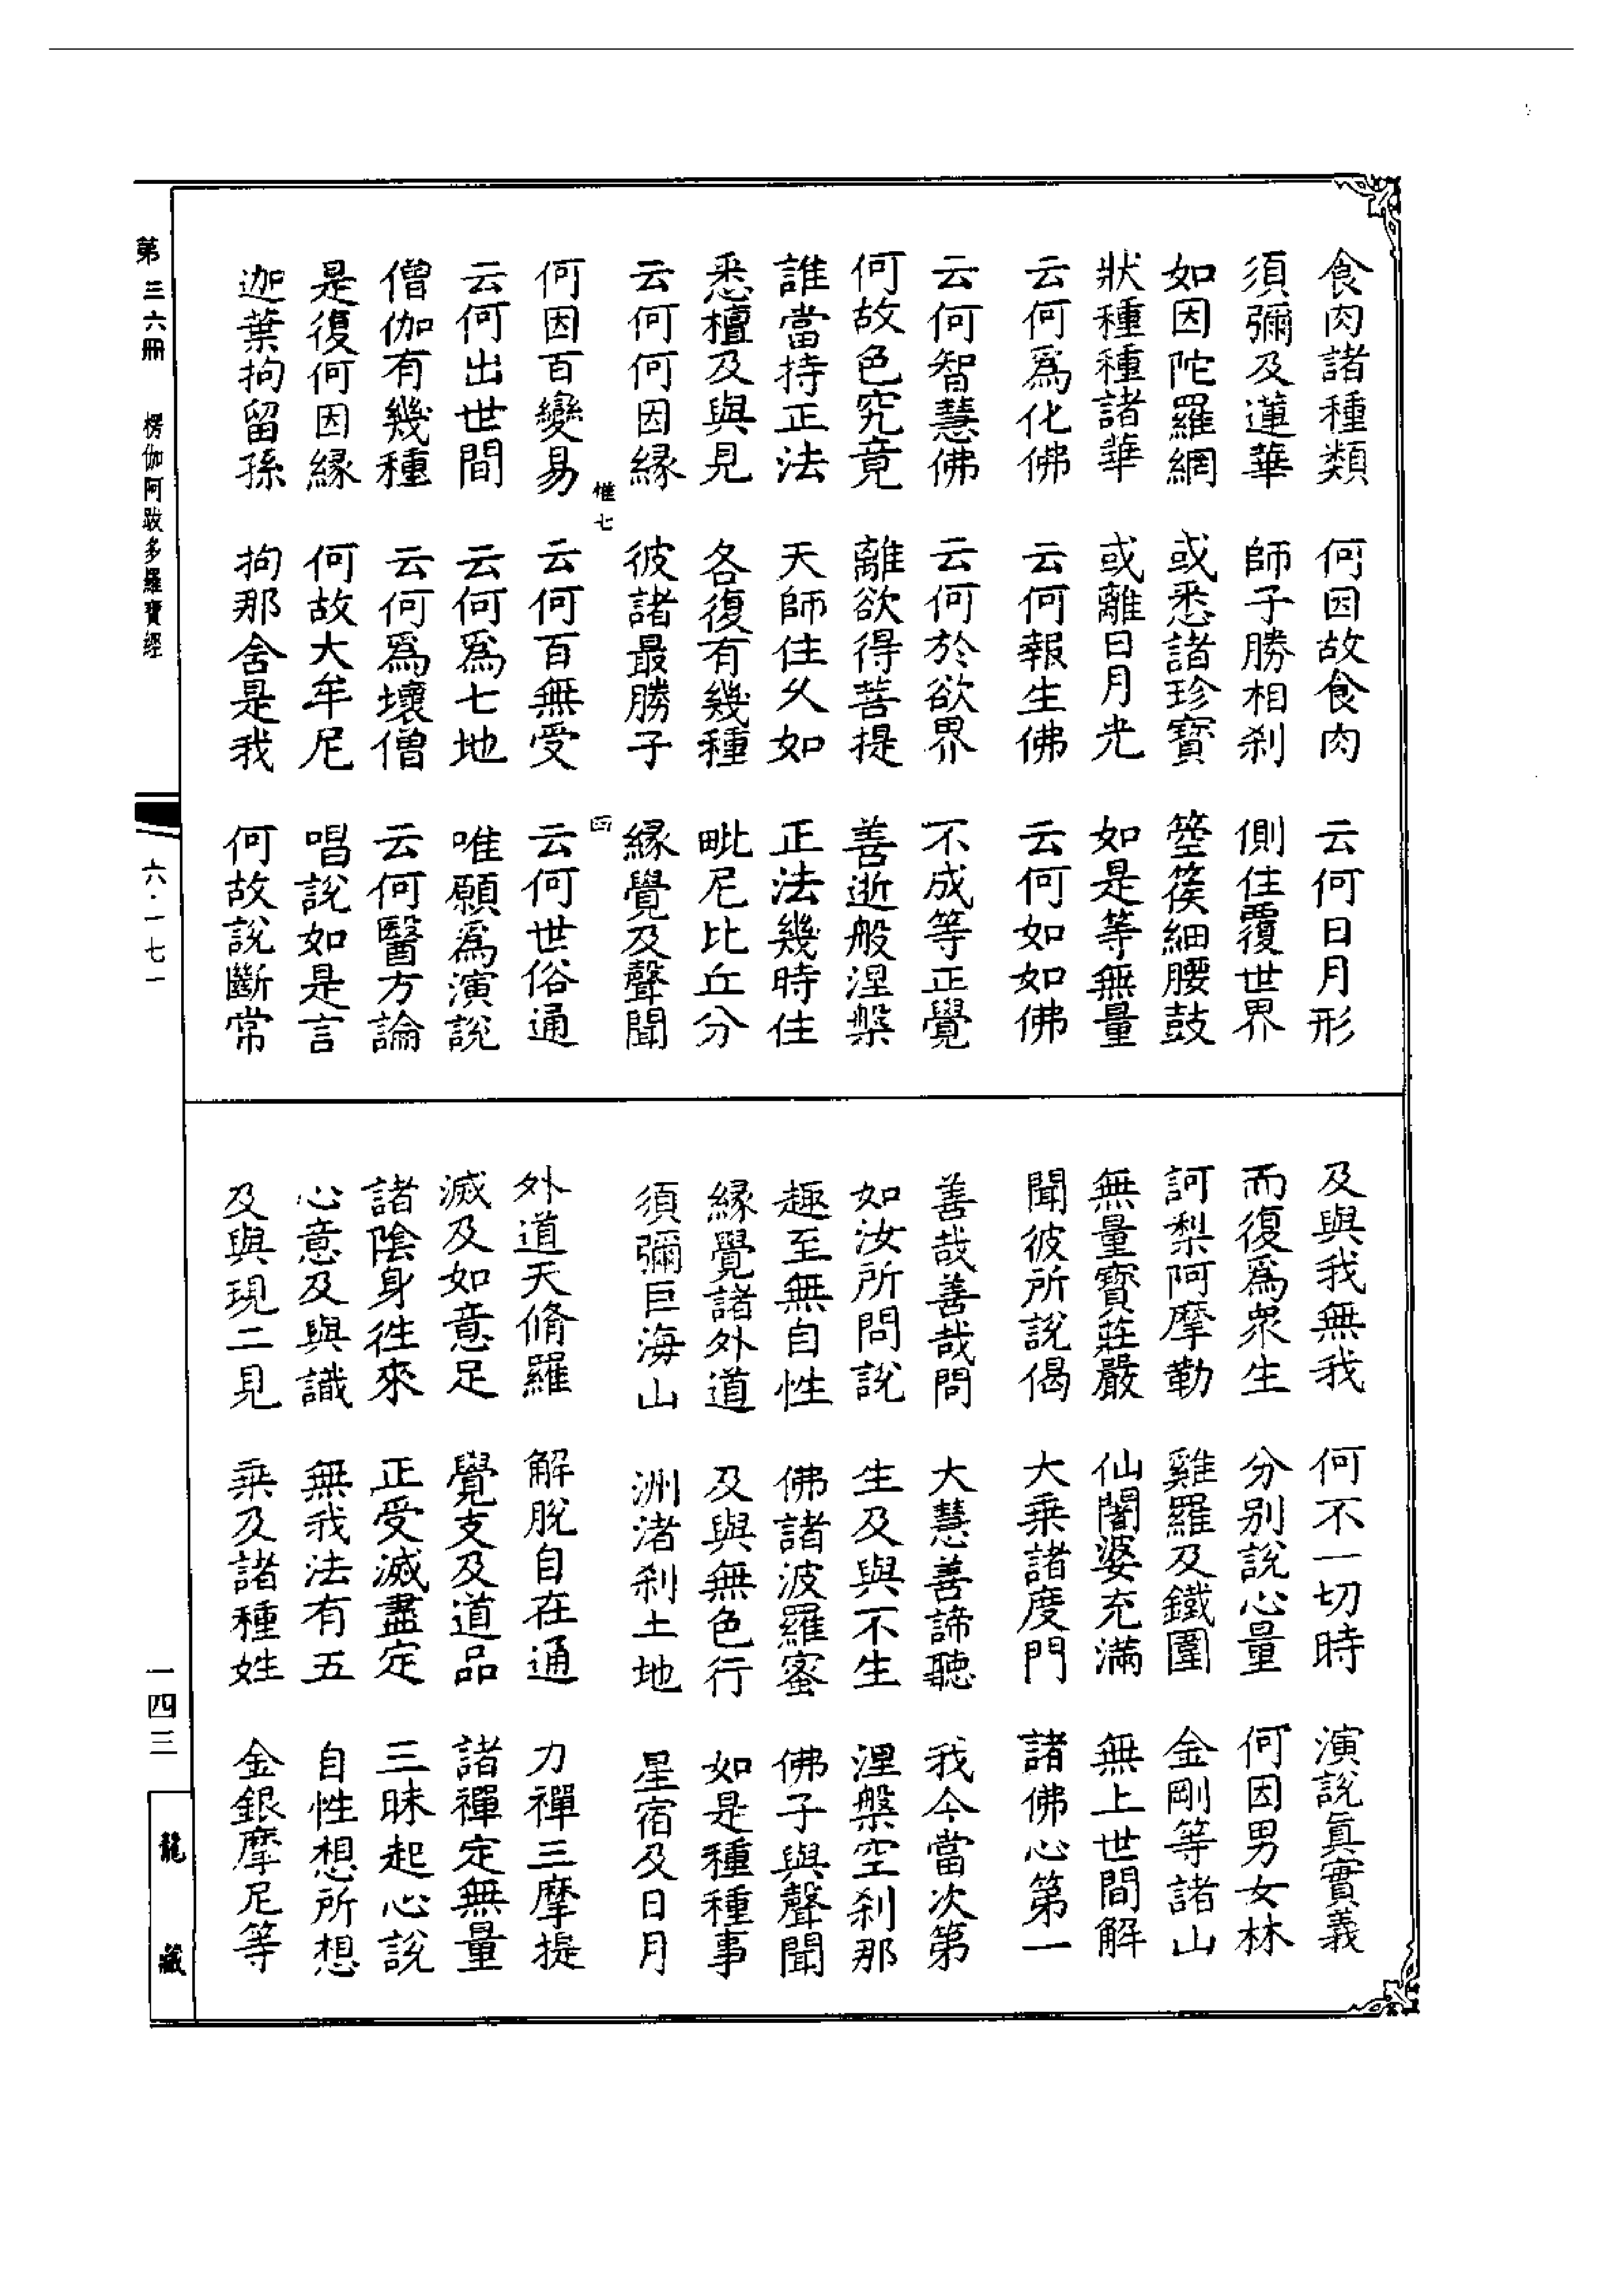 食肉諸種類 何因故食肉 云何日月形
須彌及蓮華 師子勝相刹 側住覆世界
如因陀羅網 或悉諸珍寶 箜篌細腰鼓
狀種種諸華 或離日月光 如是等無量
云何爲化佛 云何報生佛 云何如如佛
云何智慧佛 云何於欲界 不成等正覺
何故色究竟 離欲得菩提 善逝般涅槃
誰當持正法 天師住久如 正法幾時住
悉檀及與見 各復有幾種 毗尼比丘分
云何何因緣 彼諸最勝子 緣覺及聲聞
惟七 四
何因百變易 云何百無受 云何世俗通
云何出世間 云何爲七地 唯願爲演說
僧伽有幾種 云何爲壞僧 云何醫方論
是復何因緣 何故大牟尼 唱說如是言
迦葉拘留孫 拘那舍是我 何故說斷常
及與我無我 何不一切時 演說眞實義
而復爲衆生 分别說心量 何因男女林
訶梨阿摩勒 雞羅及鐵圍 金剛等諸山
無量寶莊嚴 仙闥婆充滿 無上世間解
聞彼所說偈 大乗諸度門 諸佛心第一
善哉善哉問 大慧善諦聽 我今當次第
如汝所問說 生及與不生 涅槃空刹那
趣至無自性 佛諸波羅蜜 佛子與聲聞
緣覺諸外道 及與無色行 如是種種事
須彌巨海山 洲渚刹土地 星宿及日月
外道天脩羅 解脫自在通 力禪三摩提
滅及如意足 覺支及道品 諸禪定無量
諸陰身往來 正受滅盡定 三昧起心說
心意及與識 無我法有五 自性想所想
及與現二見 乗及諸種姓 金銀摩尼等
第三六冊 楞伽阿跋多羅寶經 六·一七一 一四三 龍藏